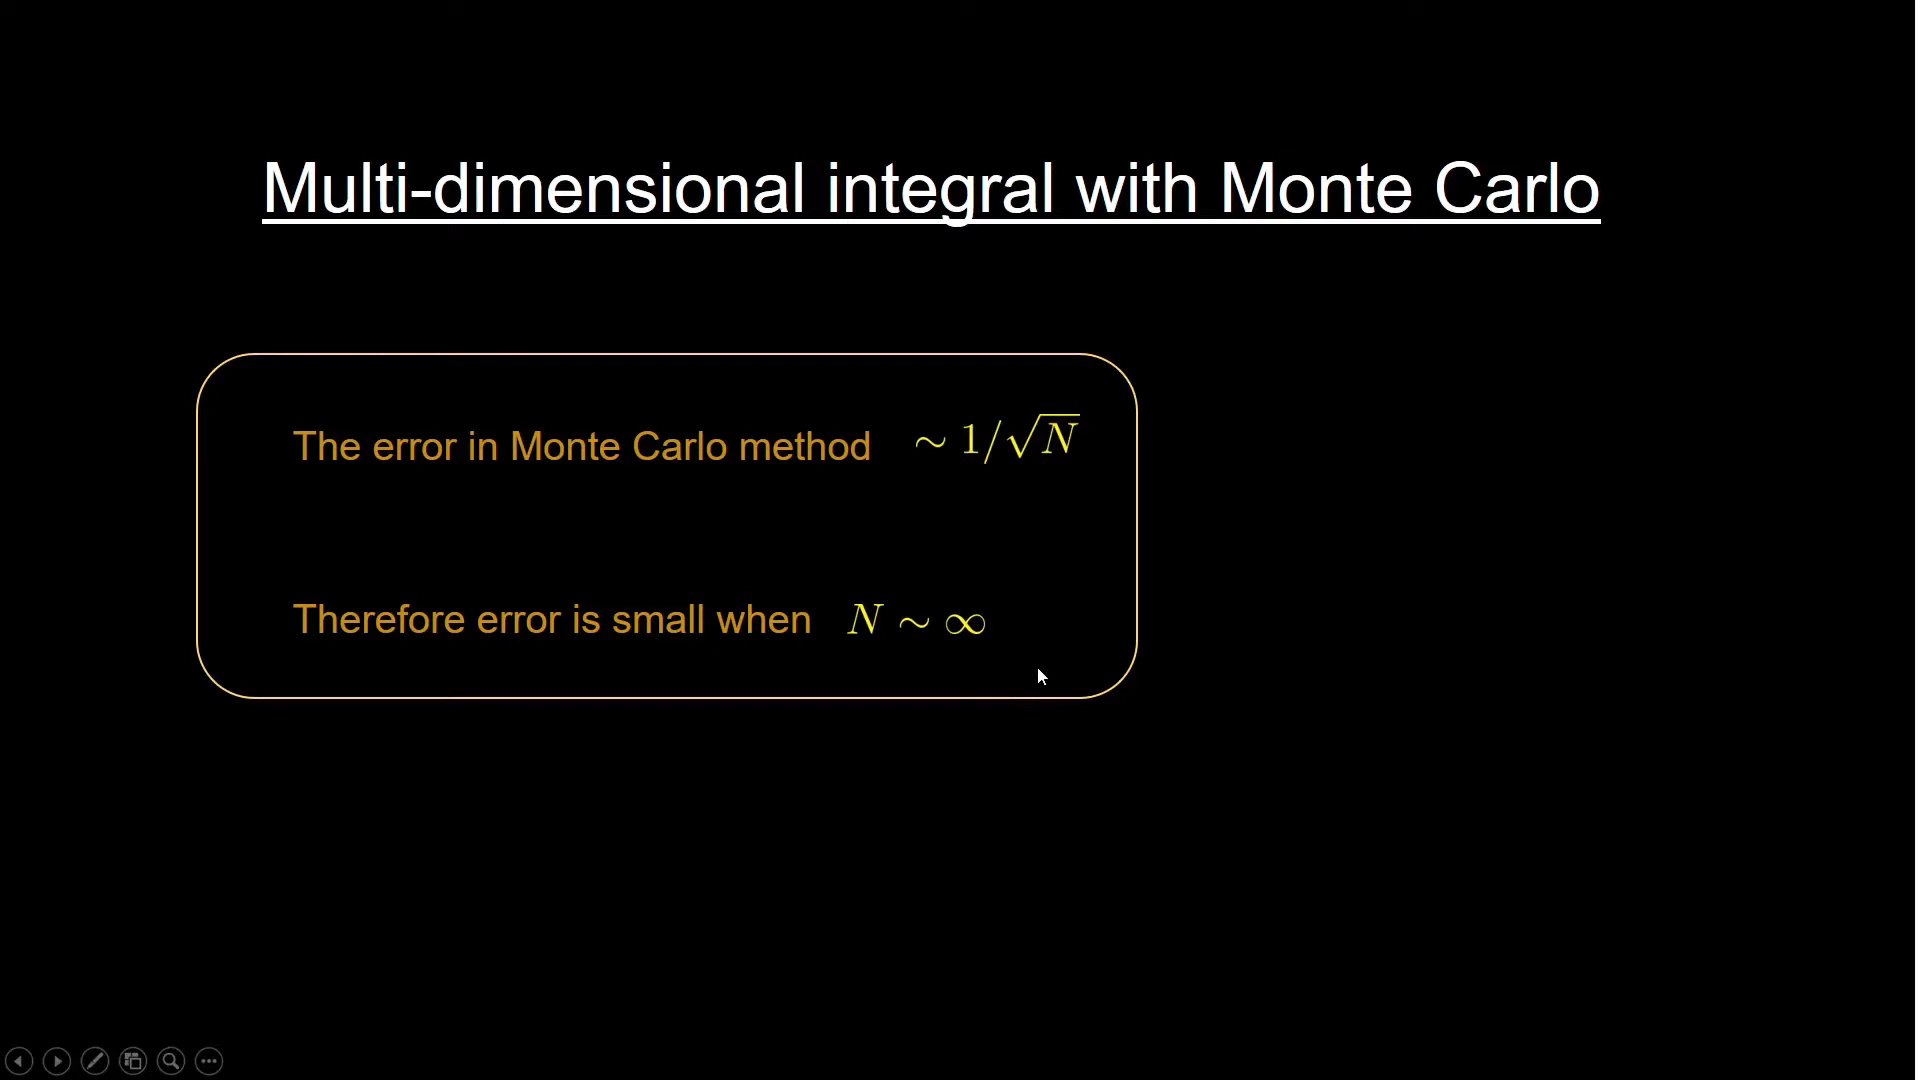 Multi-dimensional integral with Monte Carlo
The error in Monte Carlo method ∼ 1/√N
Therefore error is small when N ∼ ∞